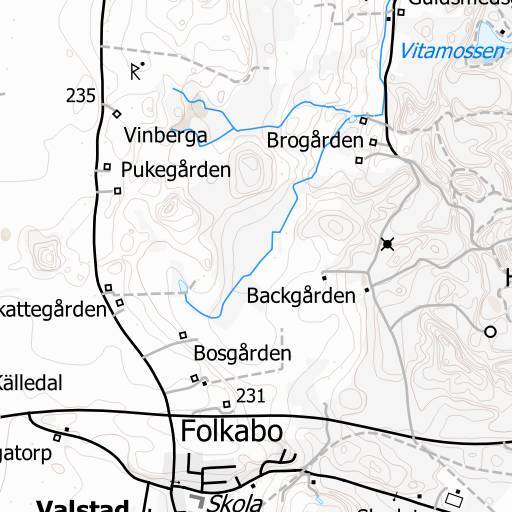 Vitamossen
235
Vinberga
Brogården
Pukegården
Backgården
kattegården
Bosgården
Källedal
231
Folkabo
gatorp
Valstad
Skola